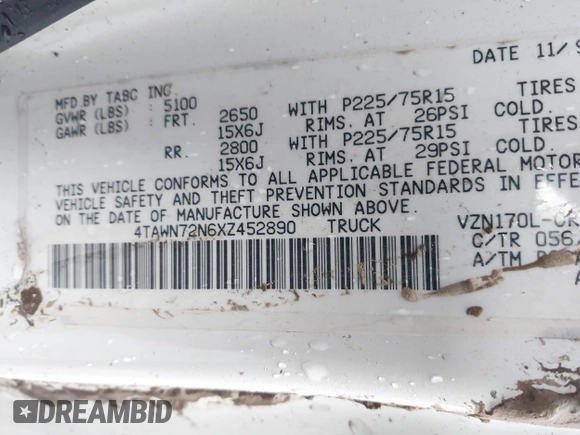 DATE 11/9
MFD BY TABC INC
GVWR (LBS) : 5100
GAWR (LBS) : FRT. 2650 WITH P225/75R15 TIRES
15X6J RIMS. AT 26PSI COLD.
RR. 2800 WITH P225/75R15 TIRES
15X6J RIMS. AT 29PSI COLD.
THIS VEHICLE CONFORMS TO ALL APPLICABLE FEDERAL MOTOR
VEHICLE SAFETY AND THEFT PREVENTION STANDARDS IN EFFE
ON THE DATE OF MANUFACTURE SHOWN ABOVE
4TAWN72N6XZ452890 TRUCK VZN170L-CR
C/TR 056
A/TM
DREAMBID